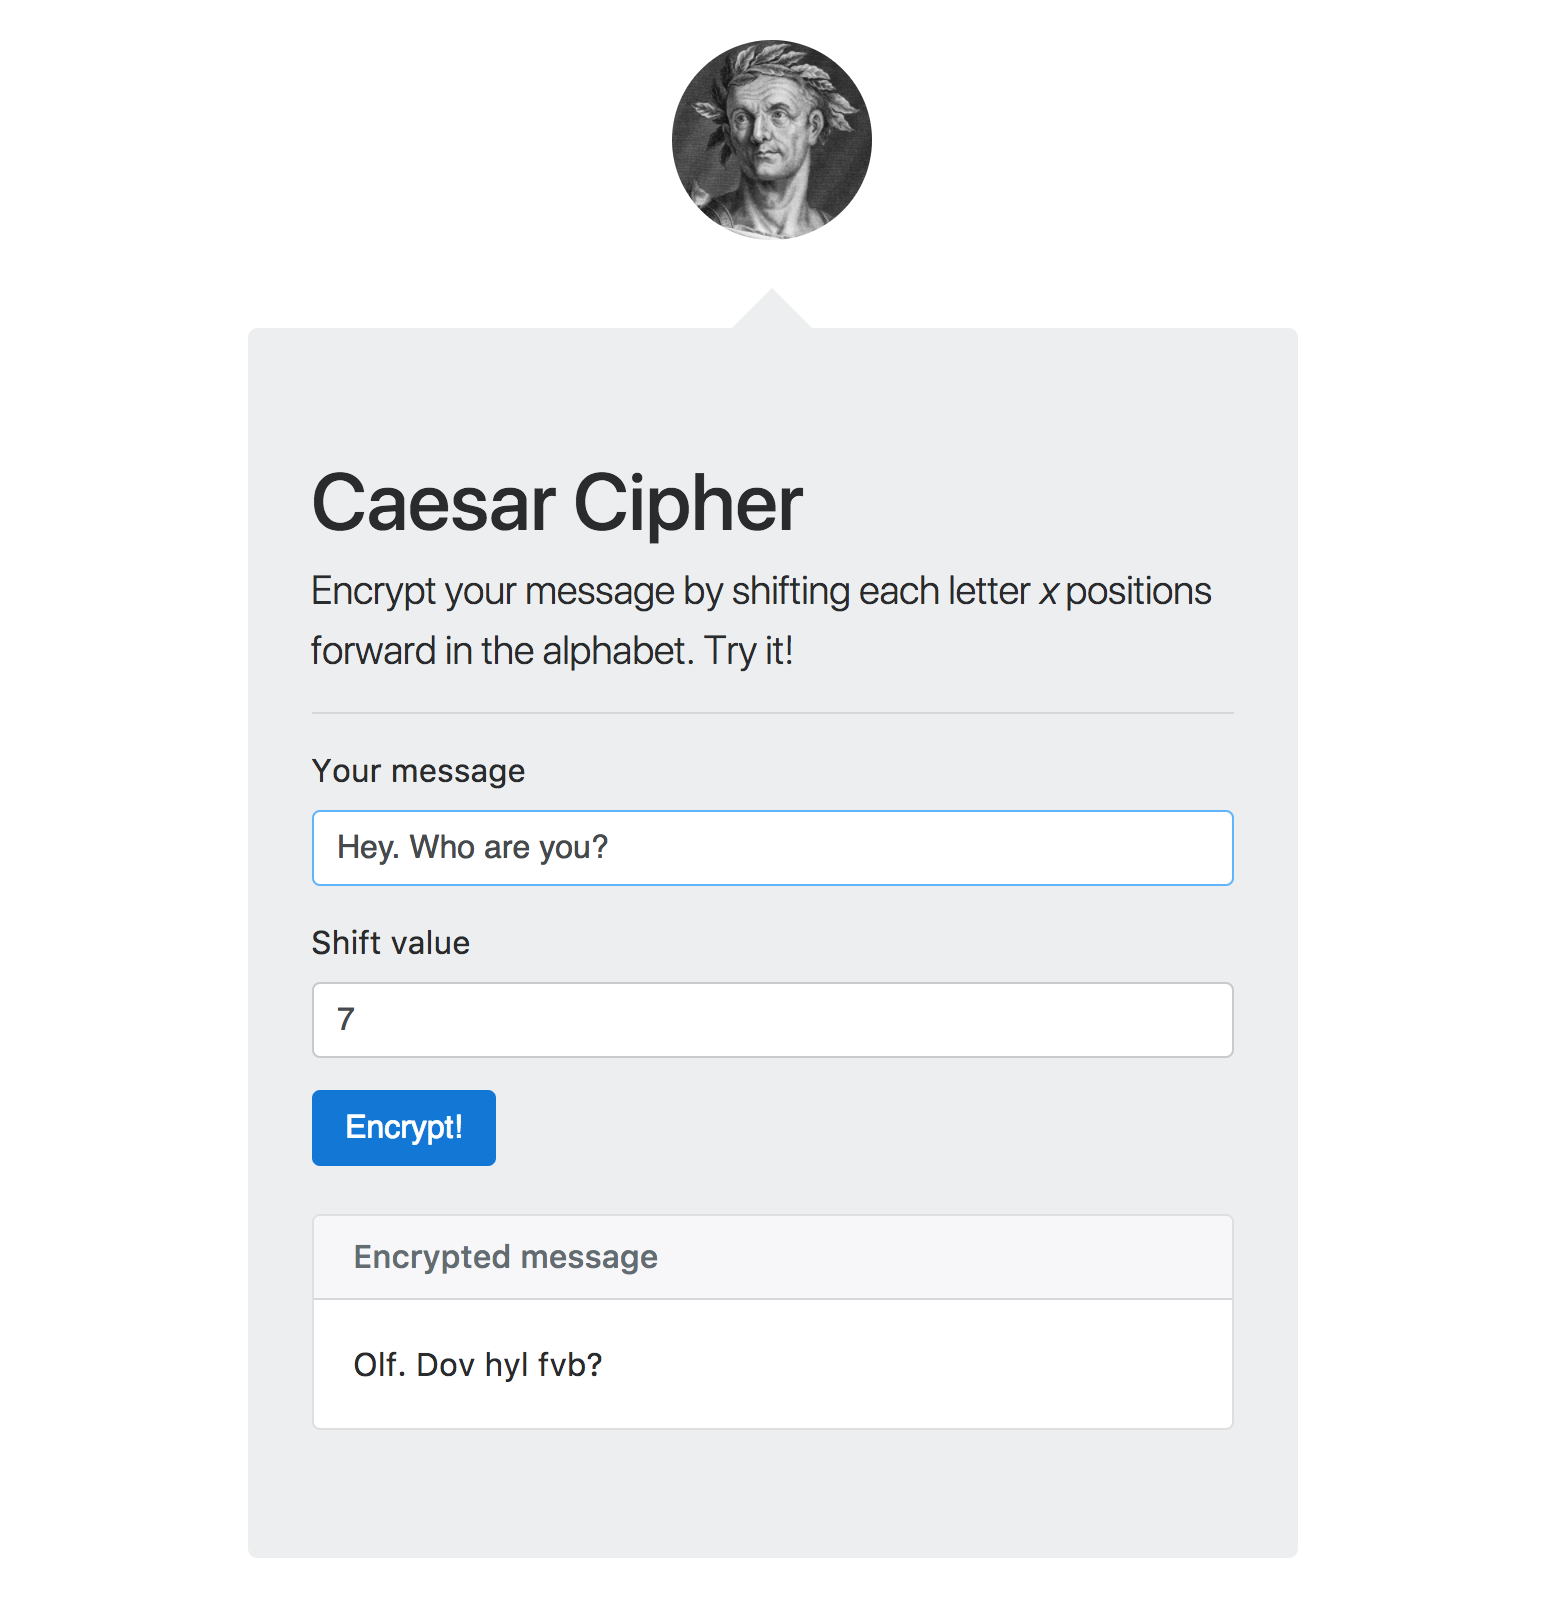 Caesar Cipher
Encrypt your message by shifting each letter x positions
forward in the alphabet. Try it!
Your message
Hey. Who are you?
Shift value
7
Encrypt!
Encrypted message
Olf. Dov hyl fvb?